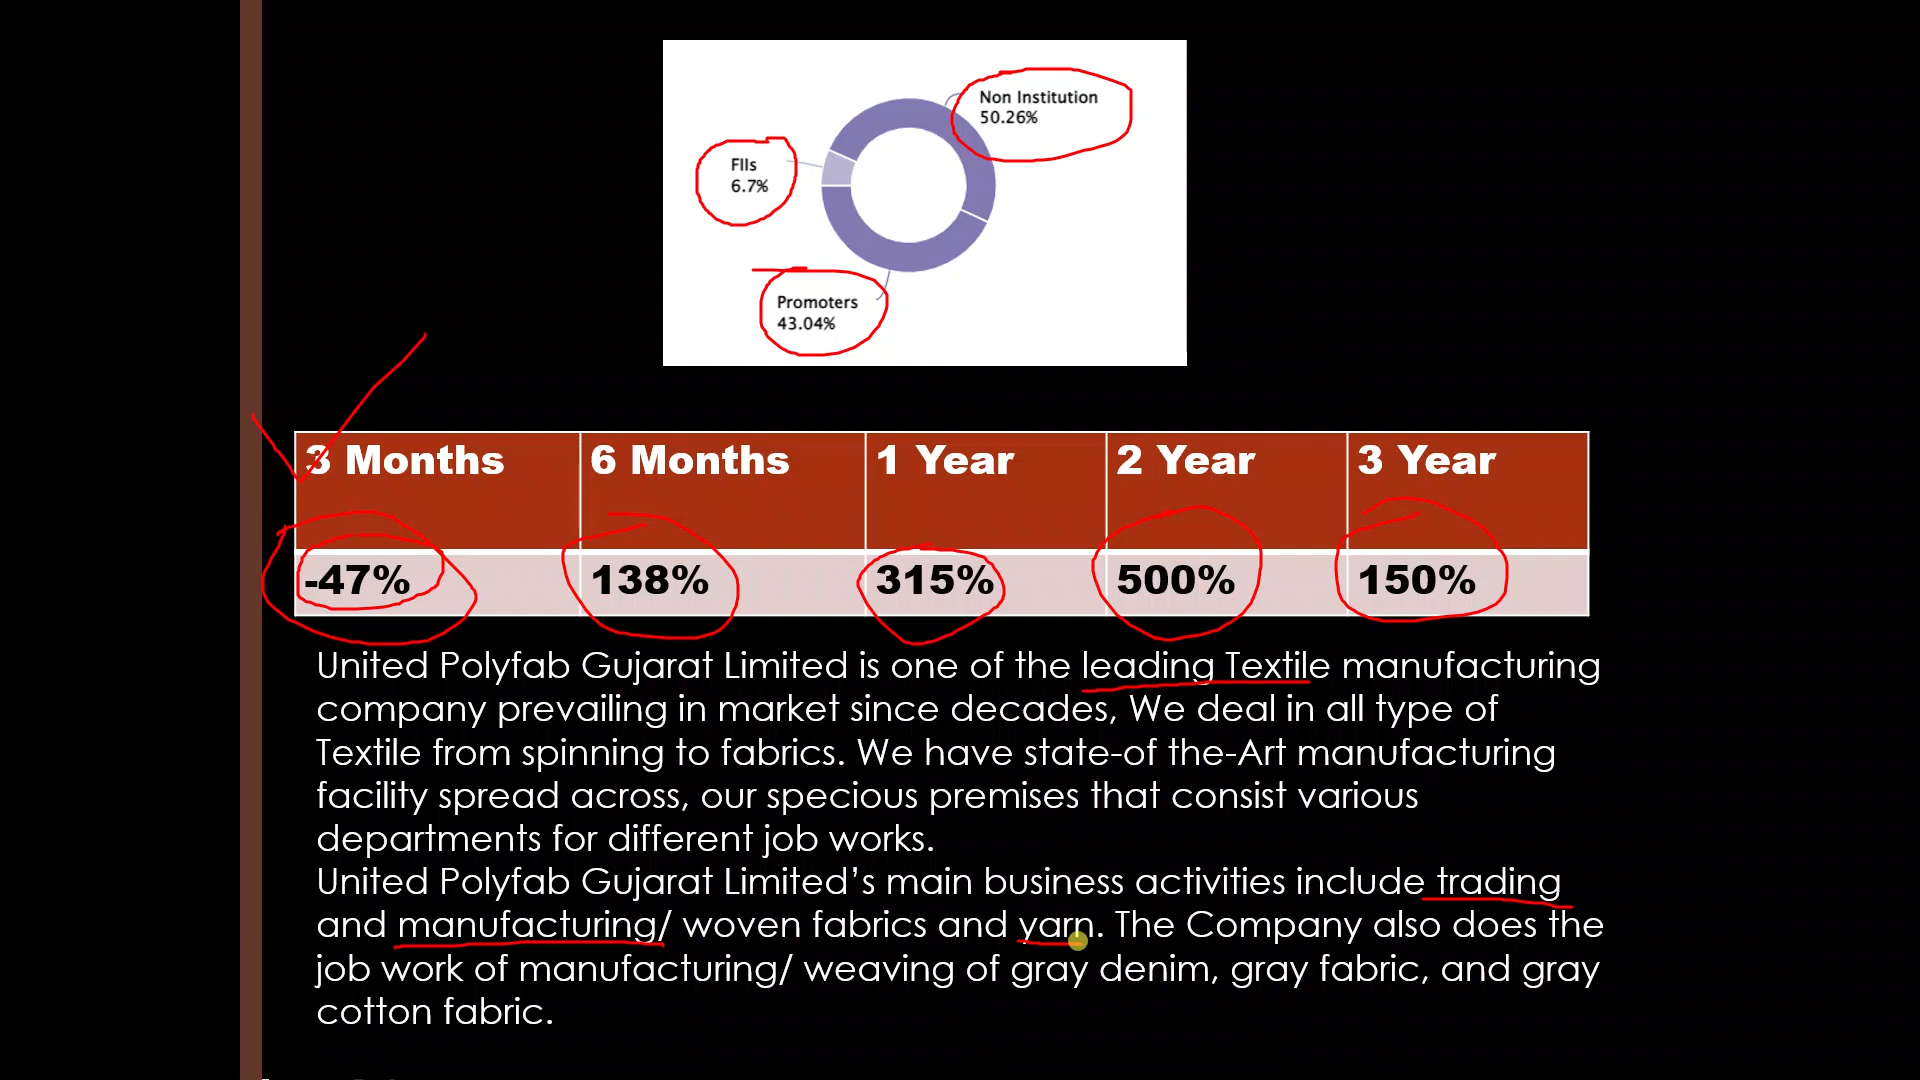 Non Institution
50.26%
FIIs
6.7%
Promoters
43.04%
3 Months 6 Months 1 Year 2 Year 3 Year
-47% 138% 315% 500% 150%
United Polyfab Gujarat Limited is one of the leading Textile manufacturing
company prevailing in market since decades, We deal in all type of
Textile from spinning to fabrics. We have state-of the-Art manufacturing
facility spread across, our specious premises that consist various
departments for different job works.
United Polyfab Gujarat Limited’s main business activities include trading
and manufacturing/ woven fabrics and yarn. The Company also does the
job work of manufacturing/ weaving of gray denim, gray fabric, and gray
cotton fabric.